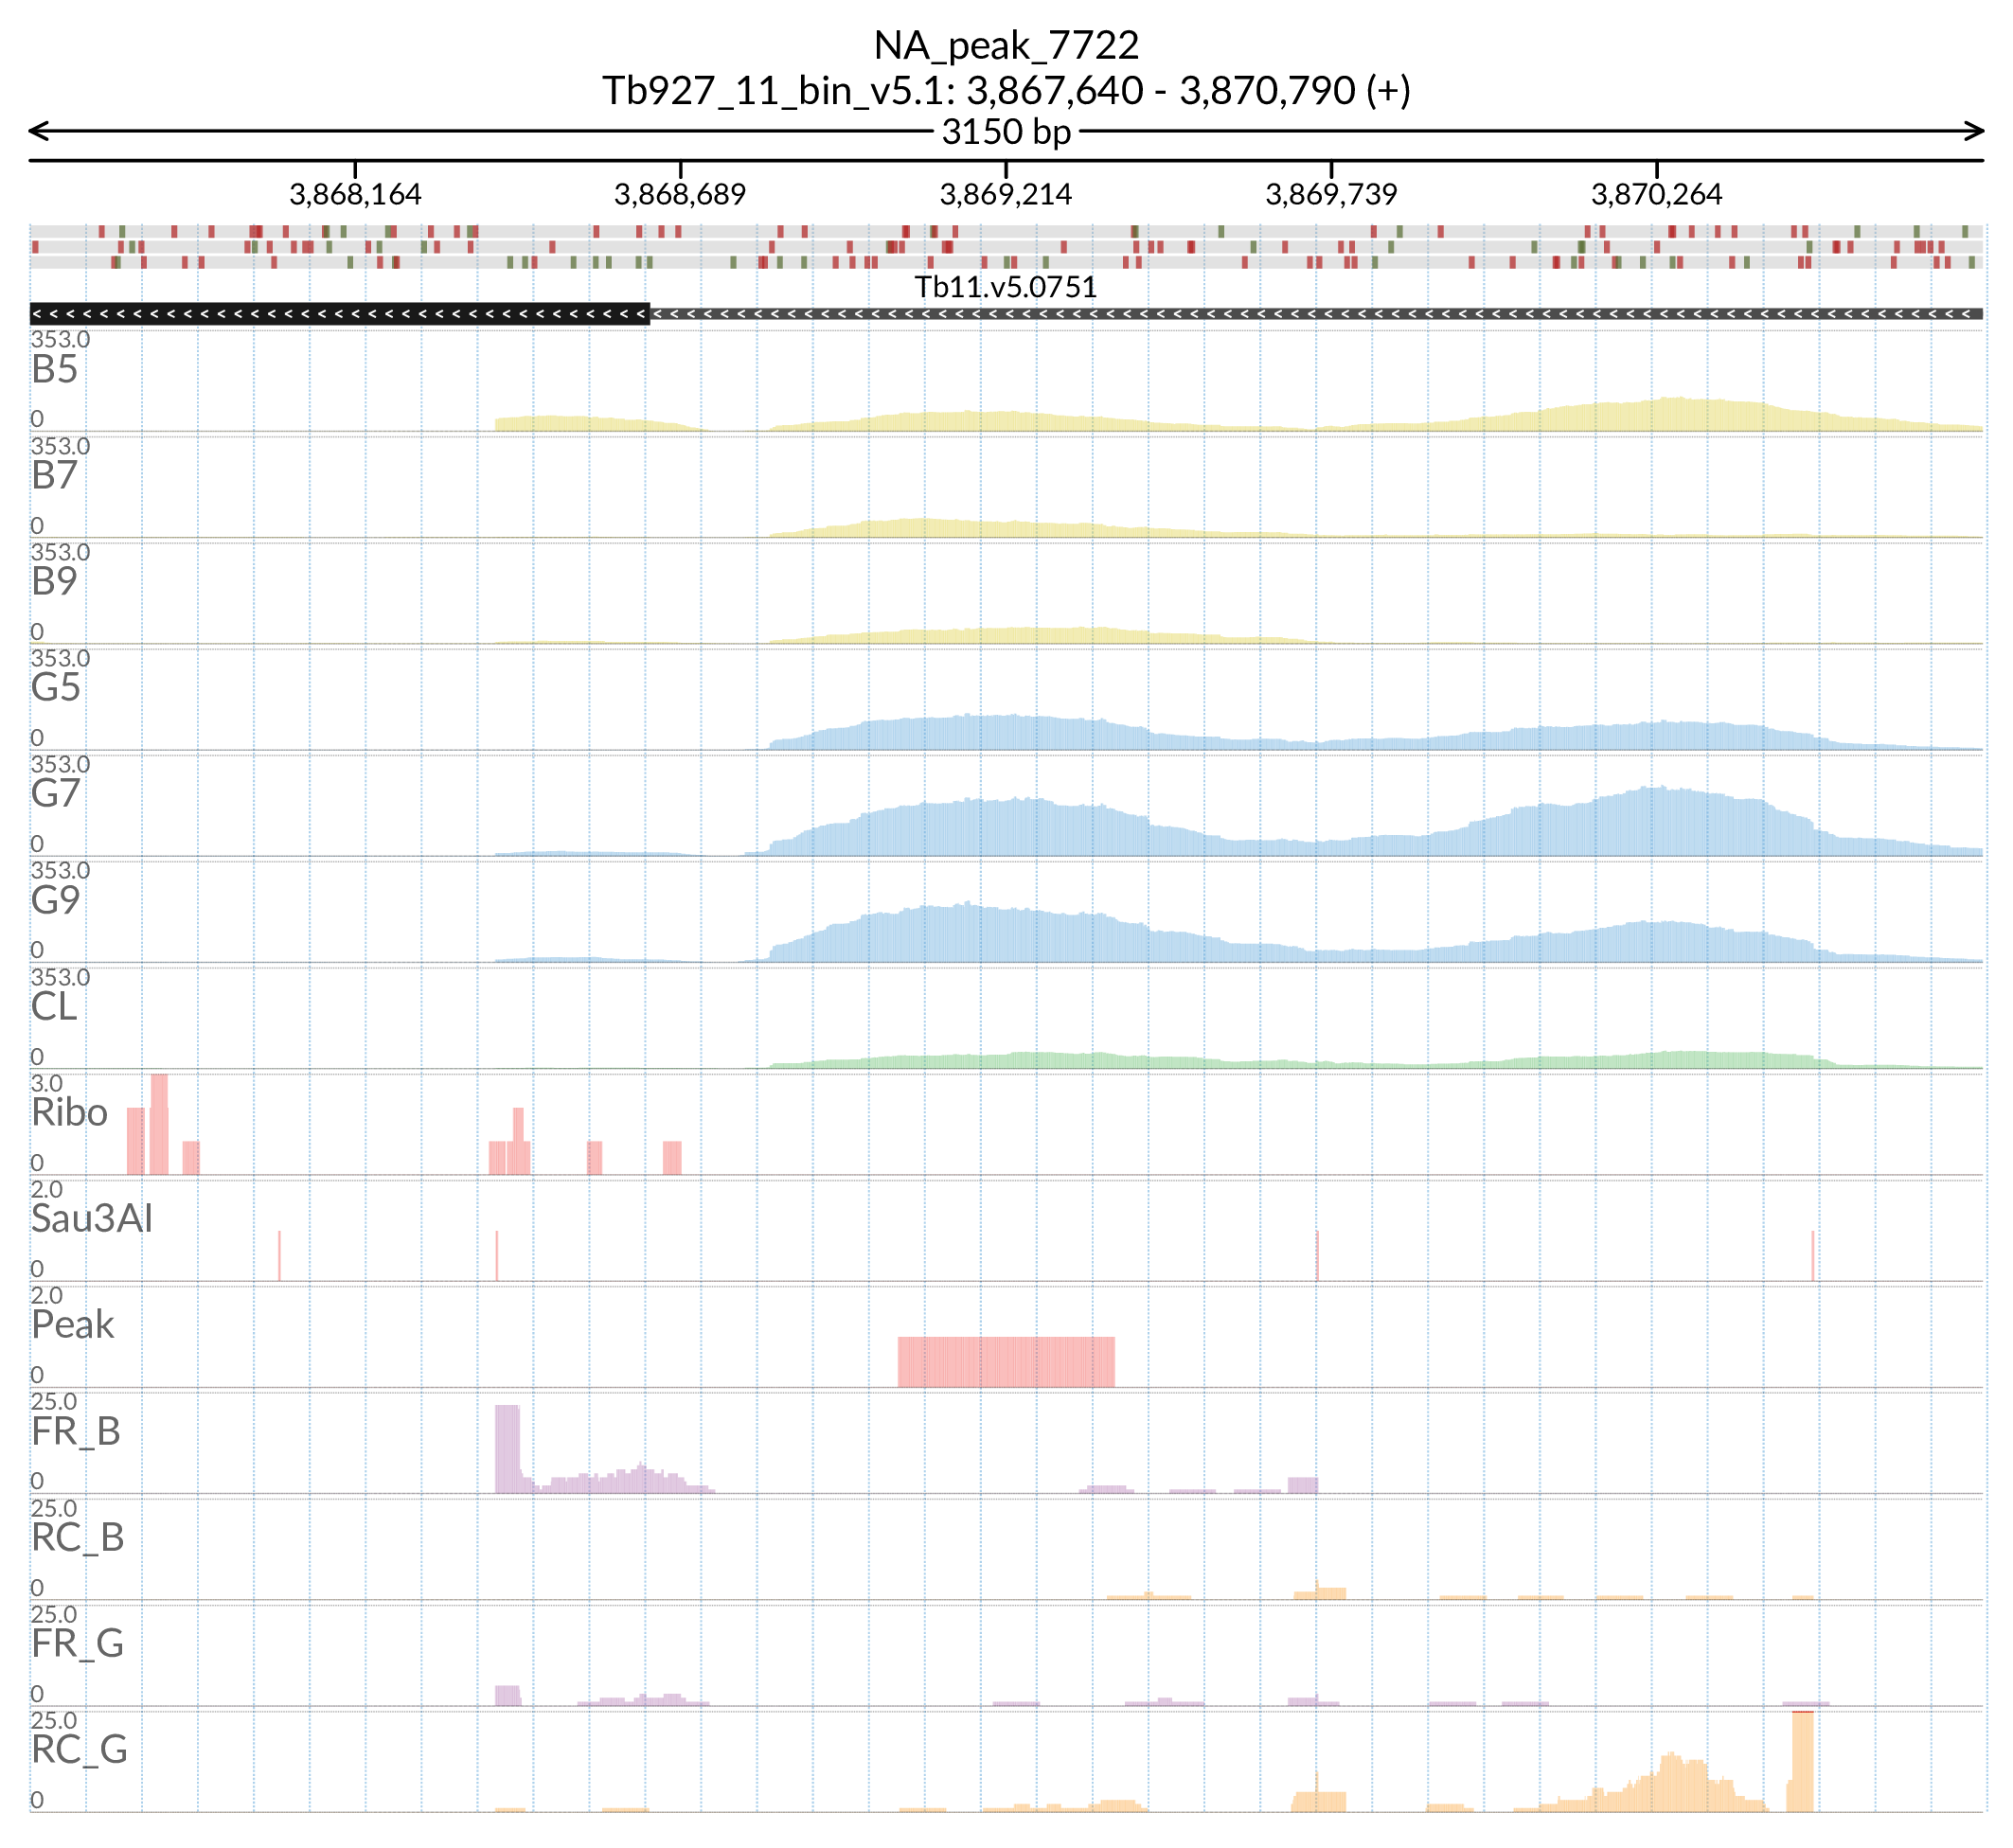 NA_peak_7722
Tb927_11_bin_v5.1: 3,867,640 - 3,870,790 (+)
3150 bp
3,868,164 3,868,689 3,869,214 3,869,739 3,870,264
Tb11.v5.0751
353.0
B5
0
353.0
B7
0
353.0
B9
0
353.0
G5
0
353.0
G7
0
353.0
G9
0
353.0
CL
0
3.0
Ribo
0
2.0
Sau3AI
0
2.0
Peak
0
25.0
FR_B
0
25.0
RC_B
0
25.0
FR_G
0
25.0
RC_G
0